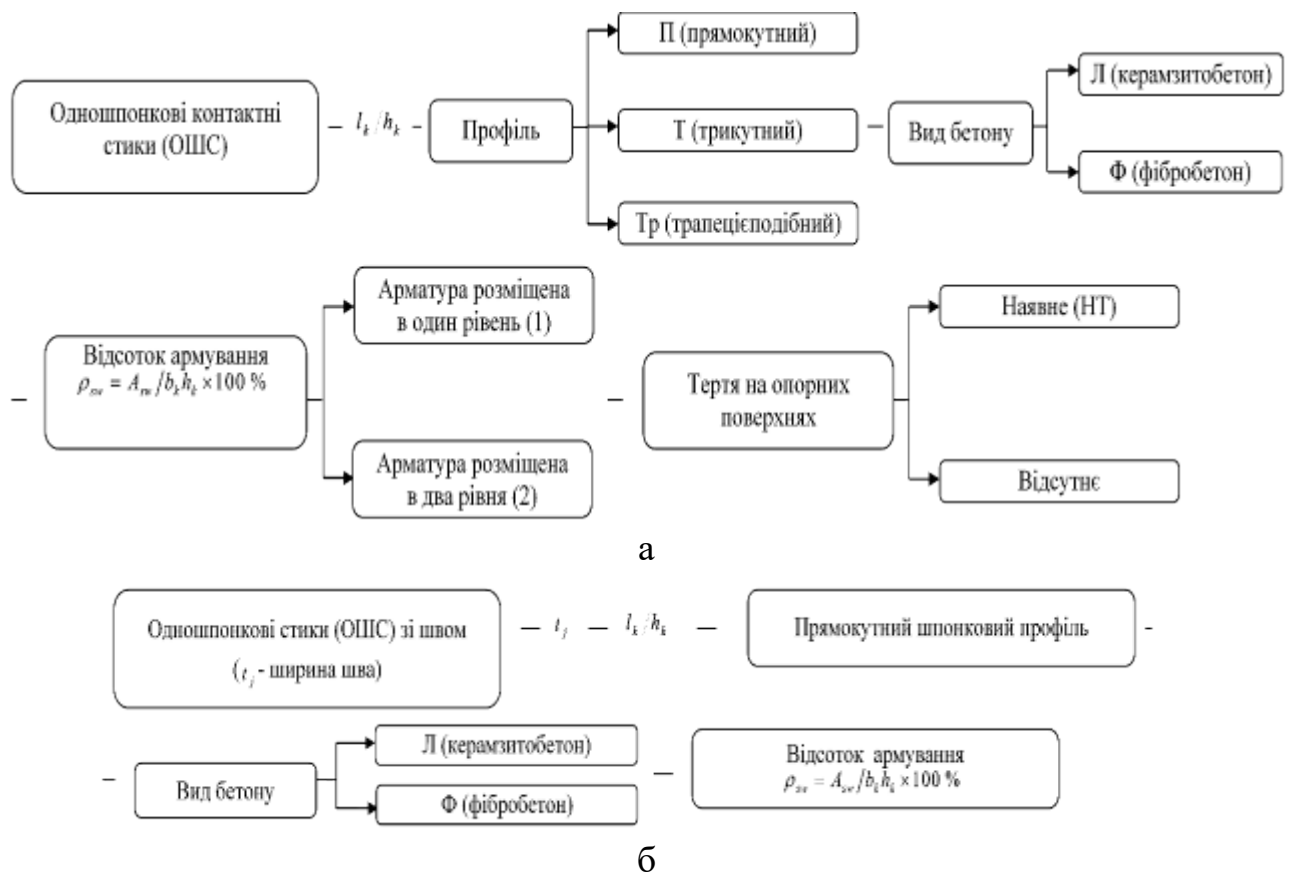 П (прямокутний)
Одношпонкові контактні
стики (ОШС)
– l_k/h_k -
Профіль
Т (трикутний)
–
Вид бетону
Л (керамзитобетон)
Ф (фібробетон)
Тр (трапецієподібний)
–
Відсоток армування
ρ_sw = A_sw/b_k h_k ×100 %
Арматура розміщена
в один рівень (1)
Арматура розміщена
в два рівня (2)
–
Тертя на опорних
поверхнях
Наявне (НТ)
Відсутнє
а
Одношпонкові стики (ОШС) зі швом
(t_j - ширина шва)
– t_j – l_k/h_k –
Прямокутний шпонковий профіль
-
–
Вид бетону
Л (керамзитобетон)
Ф (фібробетон)
–
Відсоток армування
ρ_sw = A_sw/b_k h_k ×100 %
б